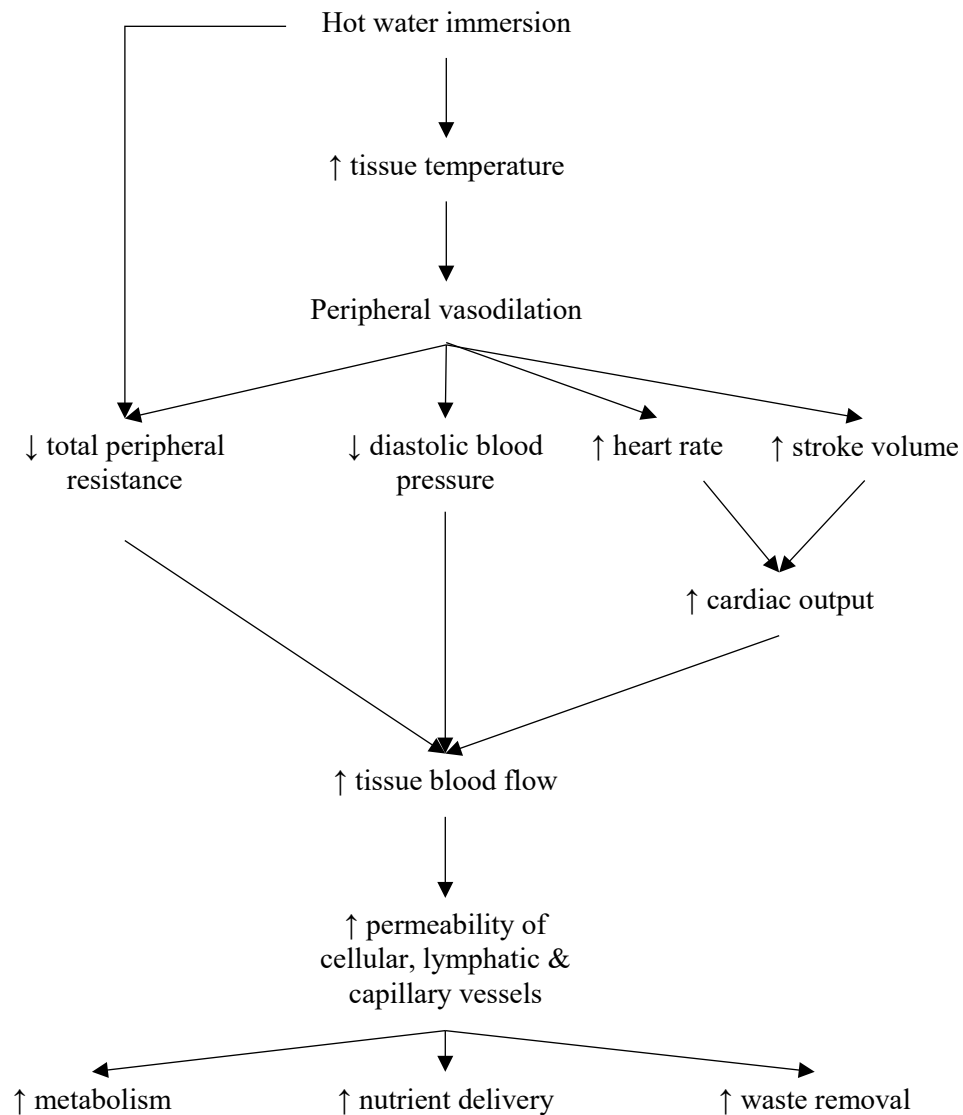 Hot water immersion
↑ tissue temperature
Peripheral vasodilation
↓ total peripheral
resistance
↓ diastolic blood
pressure
↑ heart rate
↑ stroke volume
↑ cardiac output
↑ tissue blood flow
↑ permeability of
cellular, lymphatic &
capillary vessels
↑ metabolism
↑ nutrient delivery
↑ waste removal